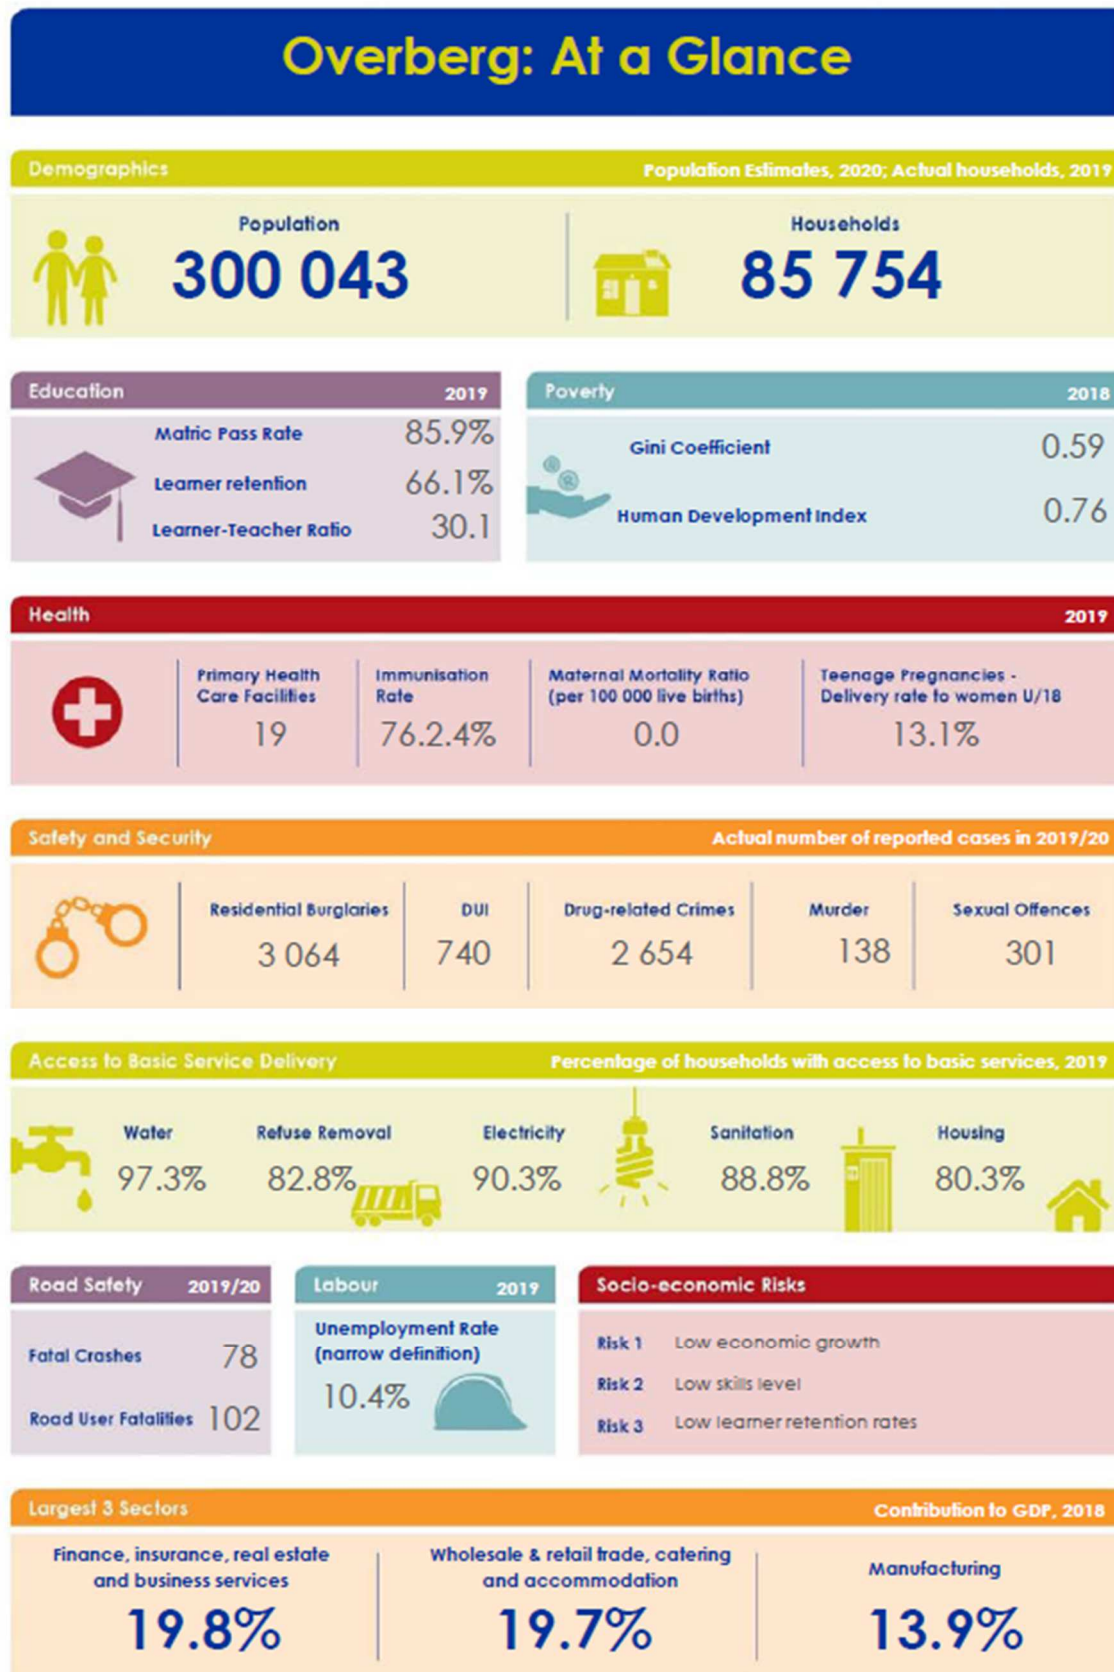 Overberg: At a Glance
Demographics Population Estimates, 2020; Actual households, 2019
Population Households
300 043 85 754
Education 2019
Matric Pass Rate 85.9%
Learner retention 66.1%
Learner-Teacher Ratio 30.1
Poverty 2018
Gini Coefficient 0.59
Human Development Index 0.76
Health 2019
Primary Health Care Facilities
19
Immunisation Rate
76.2.4%
Maternal Mortality Ratio
(per 100 000 live births)
0.0
Teenage Pregnancies -
Delivery rate to women U/18
13.1%
Safety and Security Actual number of reported cases in 2019/20
Residential Burglaries DUI Drug-related Crimes Murder Sexual Offences
3 064 740 2 654 138 301
Access to Basic Service Delivery Percentage of households with access to basic services, 2019
Water Refuse Removal Electricity Sanitation Housing
97.3% 82.8% 90.3% 88.8% 80.3%
Road Safety 2019/20
Fatal Crashes 78
Road User Fatalities 102
Labour 2019
Unemployment Rate
(narrow definition)
10.4%
Socio-economic Risks
Risk 1 Low economic growth
Risk 2 Low skills level
Risk 3 Low learner retention rates
Largest 3 Sectors Contribution to GDP, 2018
Finance, insurance, real estate
and business services
19.8%
Wholesale & retail trade, catering
and accommodation
19.7%
Manufacturing
13.9%